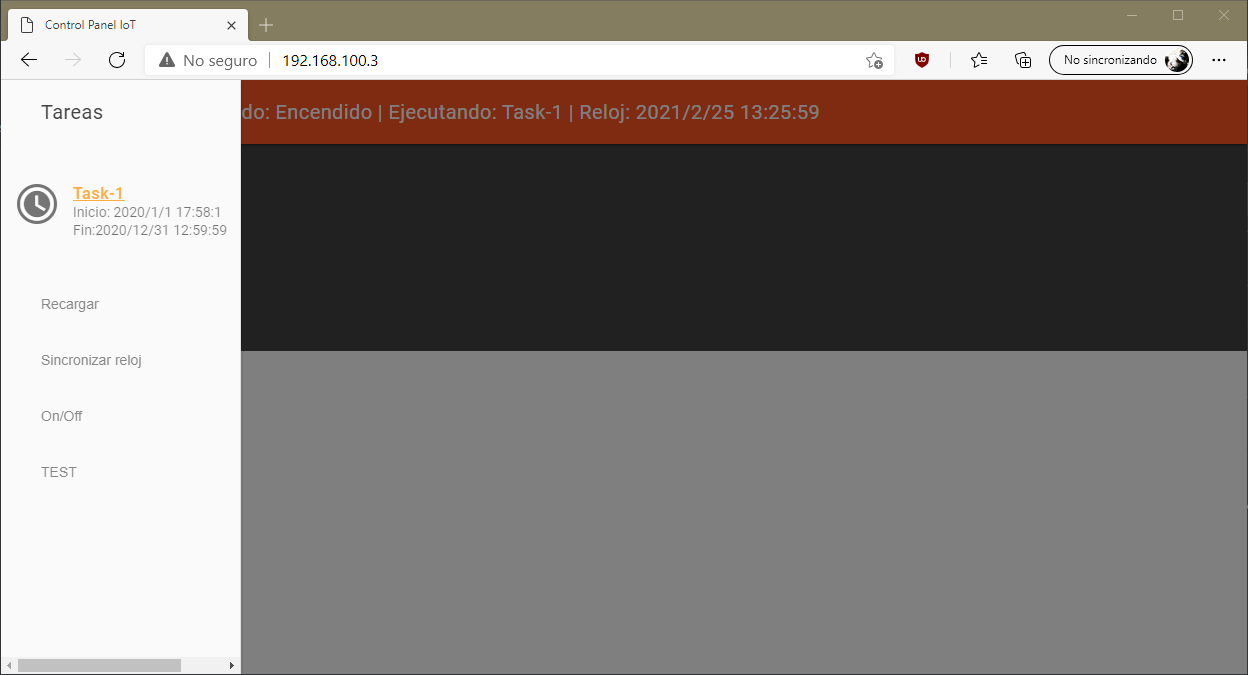 Control Panel IoT
No seguro
192.168.100.3
No sincronizando
Tareas
do: Encendido | Ejecutando: Task-1 | Reloj: 2021/2/25 13:25:59
Task-1
Inicio: 2020/1/1 17:58:1
Fin:2020/12/31 12:59:59
Recargar
Sincronizar reloj
On/Off
TEST